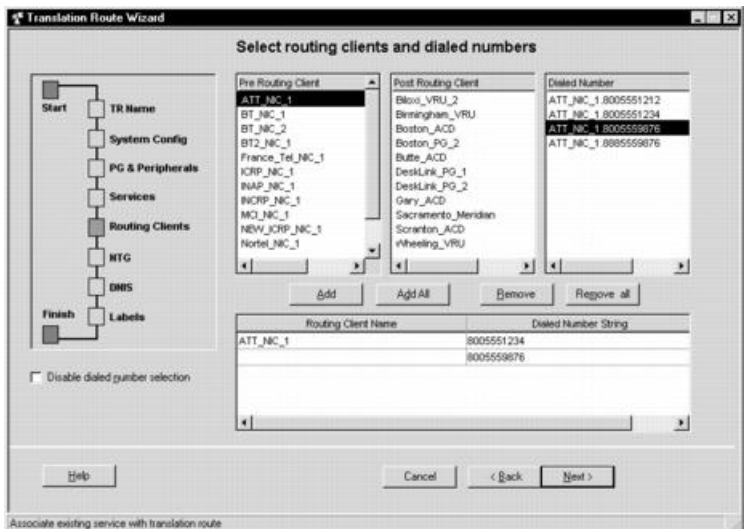 Translation Route Wizard
Select routing clients and dialed numbers
Start
TR Name
System Config
PG & Peripherals
Services
Routing Clients
NTG
DNIS
Finish
Labels
Disable dialed number selection
Pre Routing Client
ATT_NIC_1
BT_NIC_1
BT_NIC_2
BT2_NIC_1
France_Tel_NIC_1
ICRP_NIC_1
INAP_NIC_1
INCRP_NIC_1
MCI_NIC_1
NEW_ICRP_NIC_1
Nortel_NIC_1
Post Routing Client
Biloxi_VRU_2
Birmingham_VRU
Boston_ACD
Boston_PG_2
Butte_ACD
DeskLink_PG_1
DeskLink_PG_2
Gary_ACD
Sacramento_Meridian
Scranton_ACD
Wheeling_VRU
Dialed Number
ATT_NIC_1.8005551212
ATT_NIC_1.8005551234
ATT_NIC_1.8005559876
ATT_NIC_1.8885559876
Add
Add All
Remove
Remove all
Routing Client Name Dialed Number String
ATT_NIC_1 8005551234
8005559876
Help
Cancel
< Back
Next >
Associate existing service with translation route